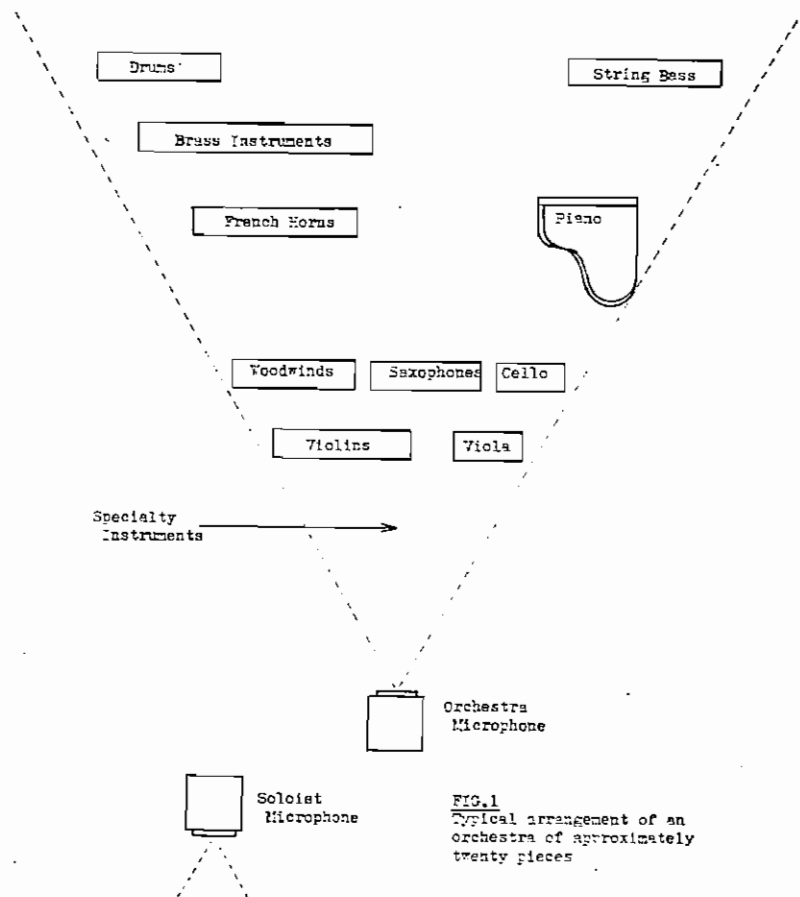 Drums
String Bass
Brass Instruments
French Horns
Piano
Woodwinds
Saxophones
Cello
Violins
Viola
Specialty
Instruments
Orchestra
Microphone
Soloist
Microphone
FIG.1
Typical arrangement of an
orchestra of approximately
twenty pieces